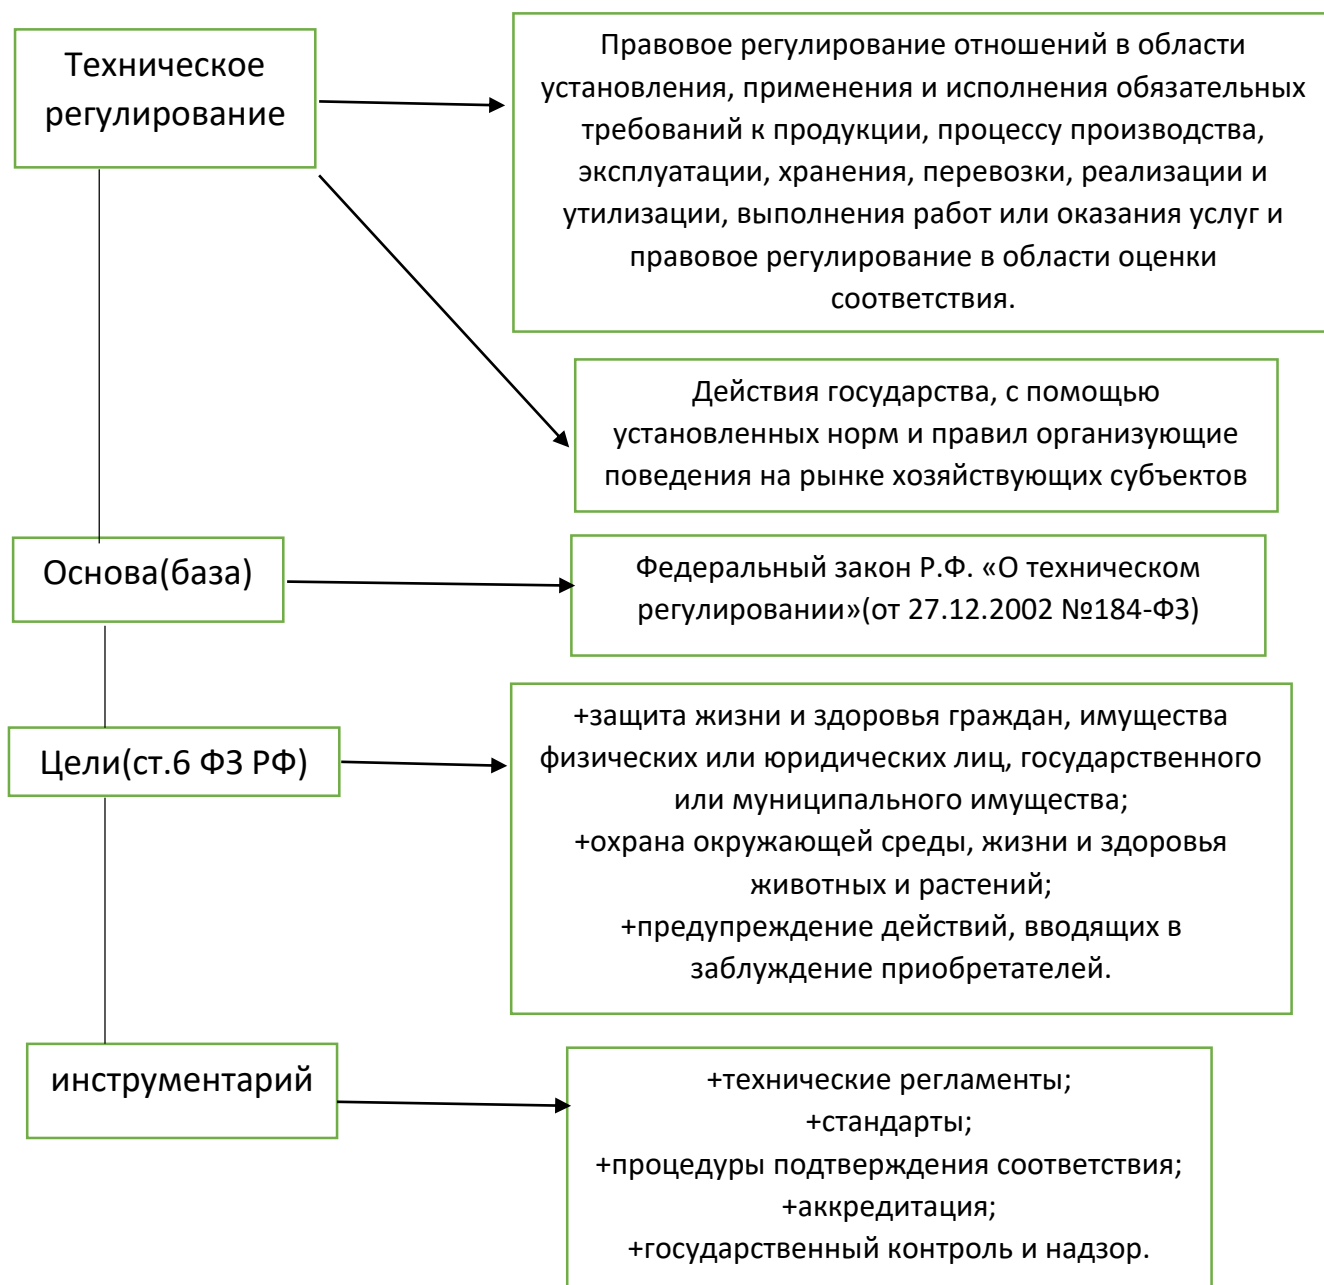 Техническое
регулирование
Правовое регулирование отношений в области
установления, применения и исполнения обязательных
требований к продукции, процессу производства,
эксплуатации, хранения, перевозки, реализации и
утилизации, выполнения работ или оказания услуг и
правовое регулирование в области оценки
соответствия.
Действия государства, с помощью
установленных норм и правил организующие
поведения на рынке хозяйствующих субъектов
Основа(база)
Федеральный закон Р.Ф. «О техническом
регулировании»(от 27.12.2002 №184-ФЗ)
Цели(ст.6 ФЗ РФ)
+защита жизни и здоровья граждан, имущества
физических или юридических лиц, государственного
или муниципального имущества;
+охрана окружающей среды, жизни и здоровья
животных и растений;
+предупреждение действий, вводящих в
заблуждение приобретателей.
инструментарий
+технические регламенты;
+стандарты;
+процедуры подтверждения соответствия;
+аккредитация;
+государственный контроль и надзор.